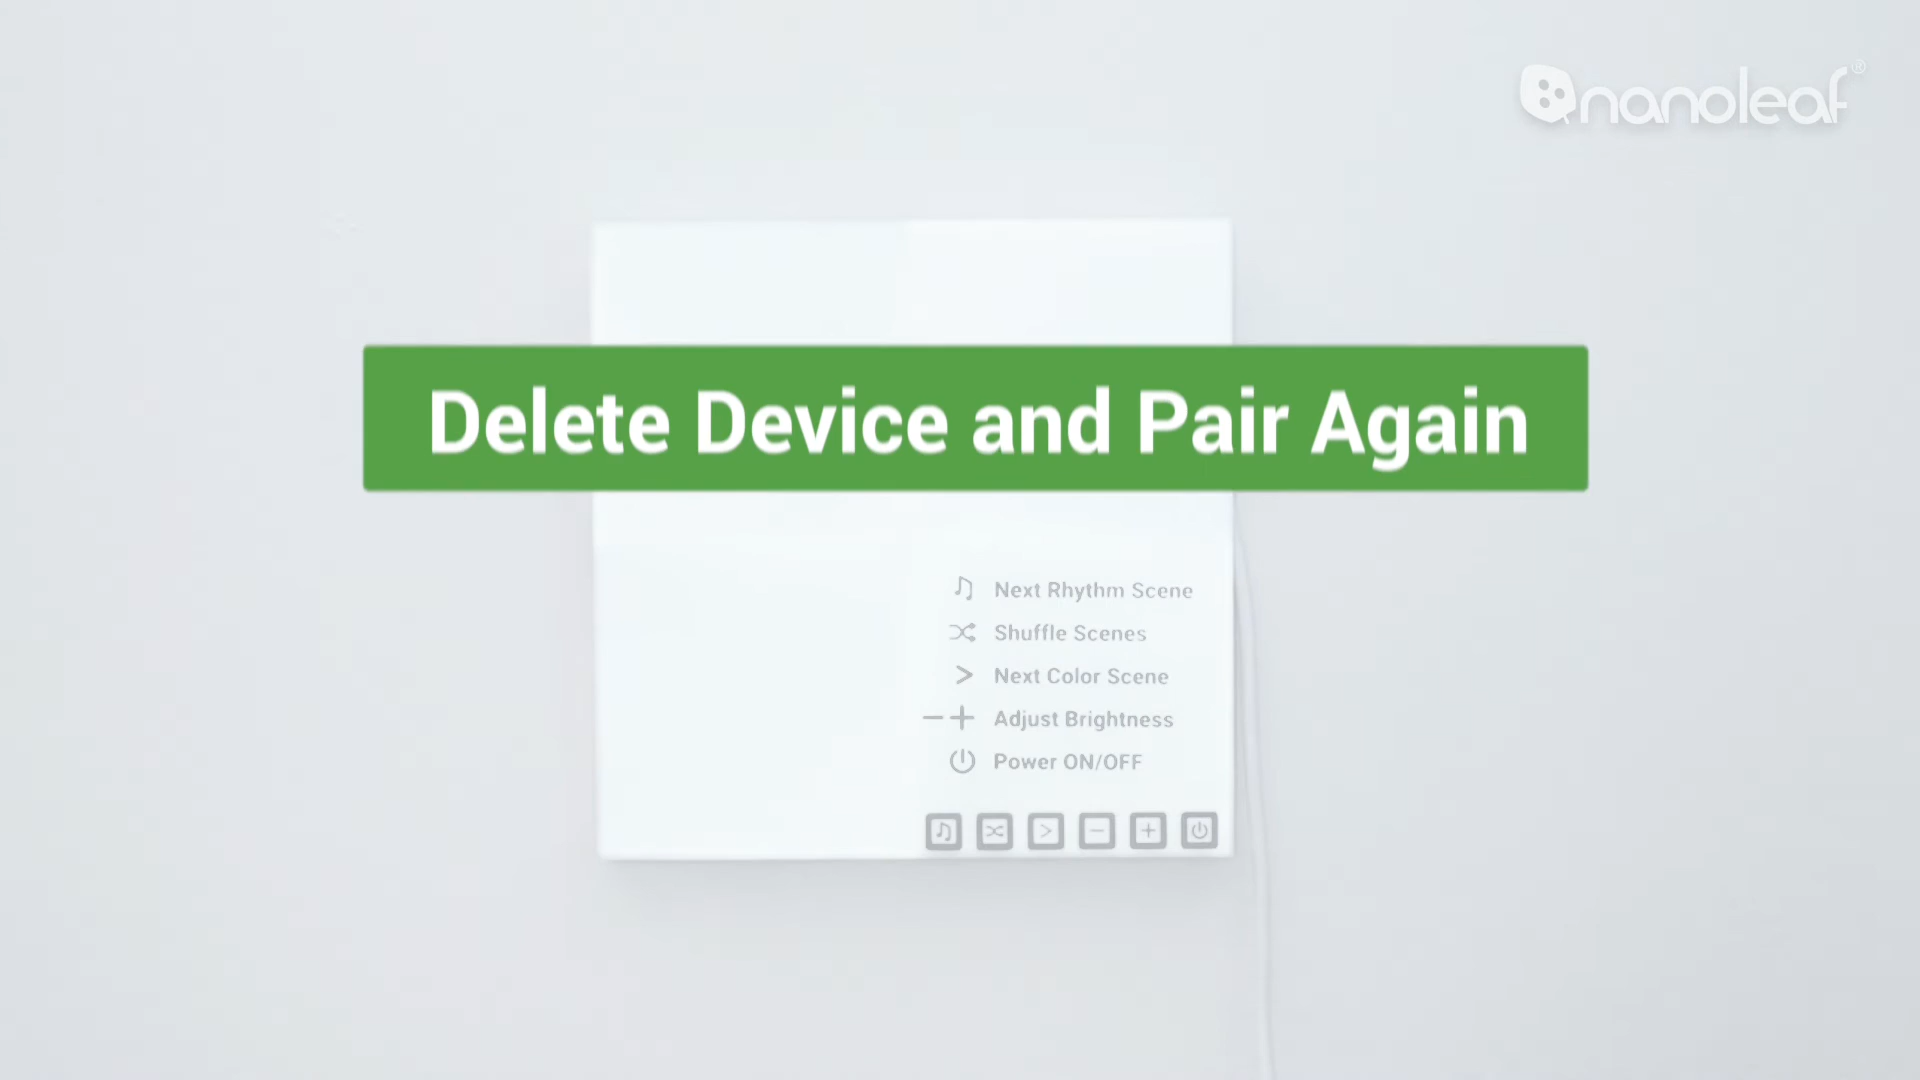 nanoleaf®
Delete Device and Pair Again
Next Rhythm Scene
Shuffle Scenes
Next Color Scene
Adjust Brightness
Power ON/OFF